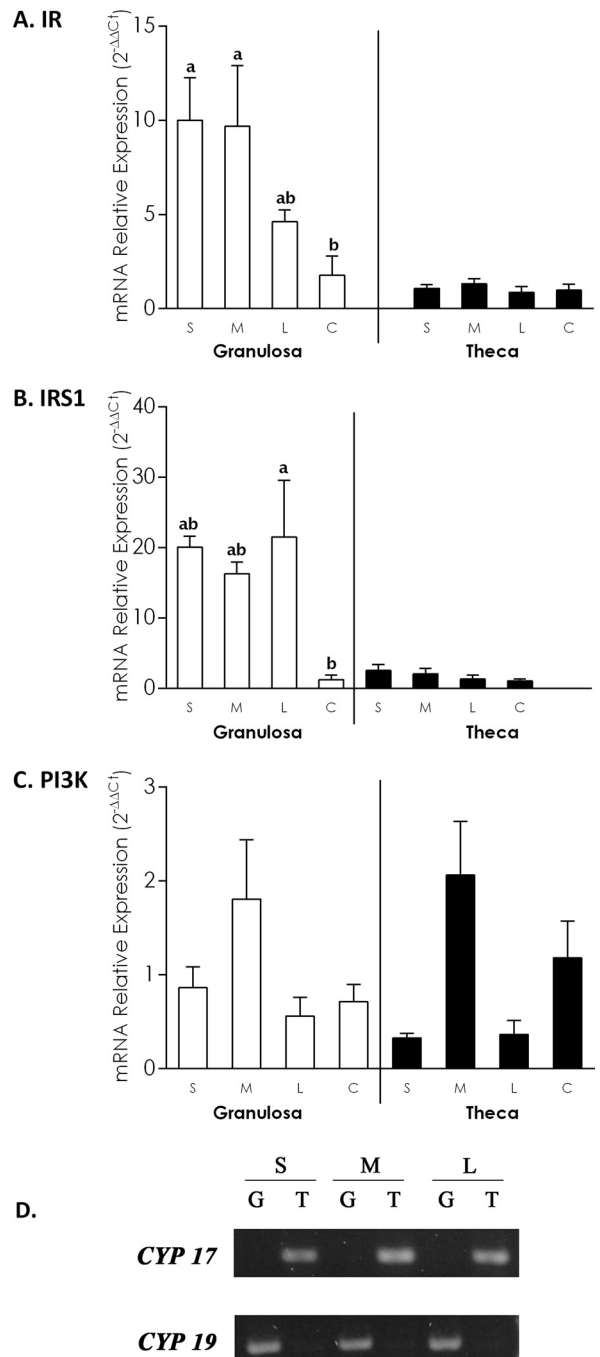 A. IR
mRNA Relative Expression (2-ΔΔCt)
15
10
5
0
a
a
ab
b
S M L C S M L C
Granulosa Theca
B. IRS1
mRNA Relative Expression (2-ΔΔCt)
40
30
20
10
0
ab
ab
a
b
S M L C S M L C
Granulosa Theca
C. PI3K
mRNA Relative Expression (2-ΔΔCt)
3
2
1
0
S M L C S M L C
Granulosa Theca
D.
S M L
G T G T G T
CYP 17
CYP 19